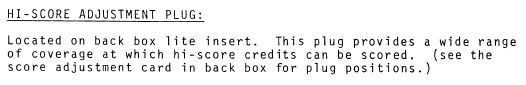 HI-SCORE ADJUSTMENT PLUG:
Located on back box lite insert. This plug provides a wide range
of coverage at which hi-score credits can be scored. (see the
score adjustment card in back box for plug positions.)